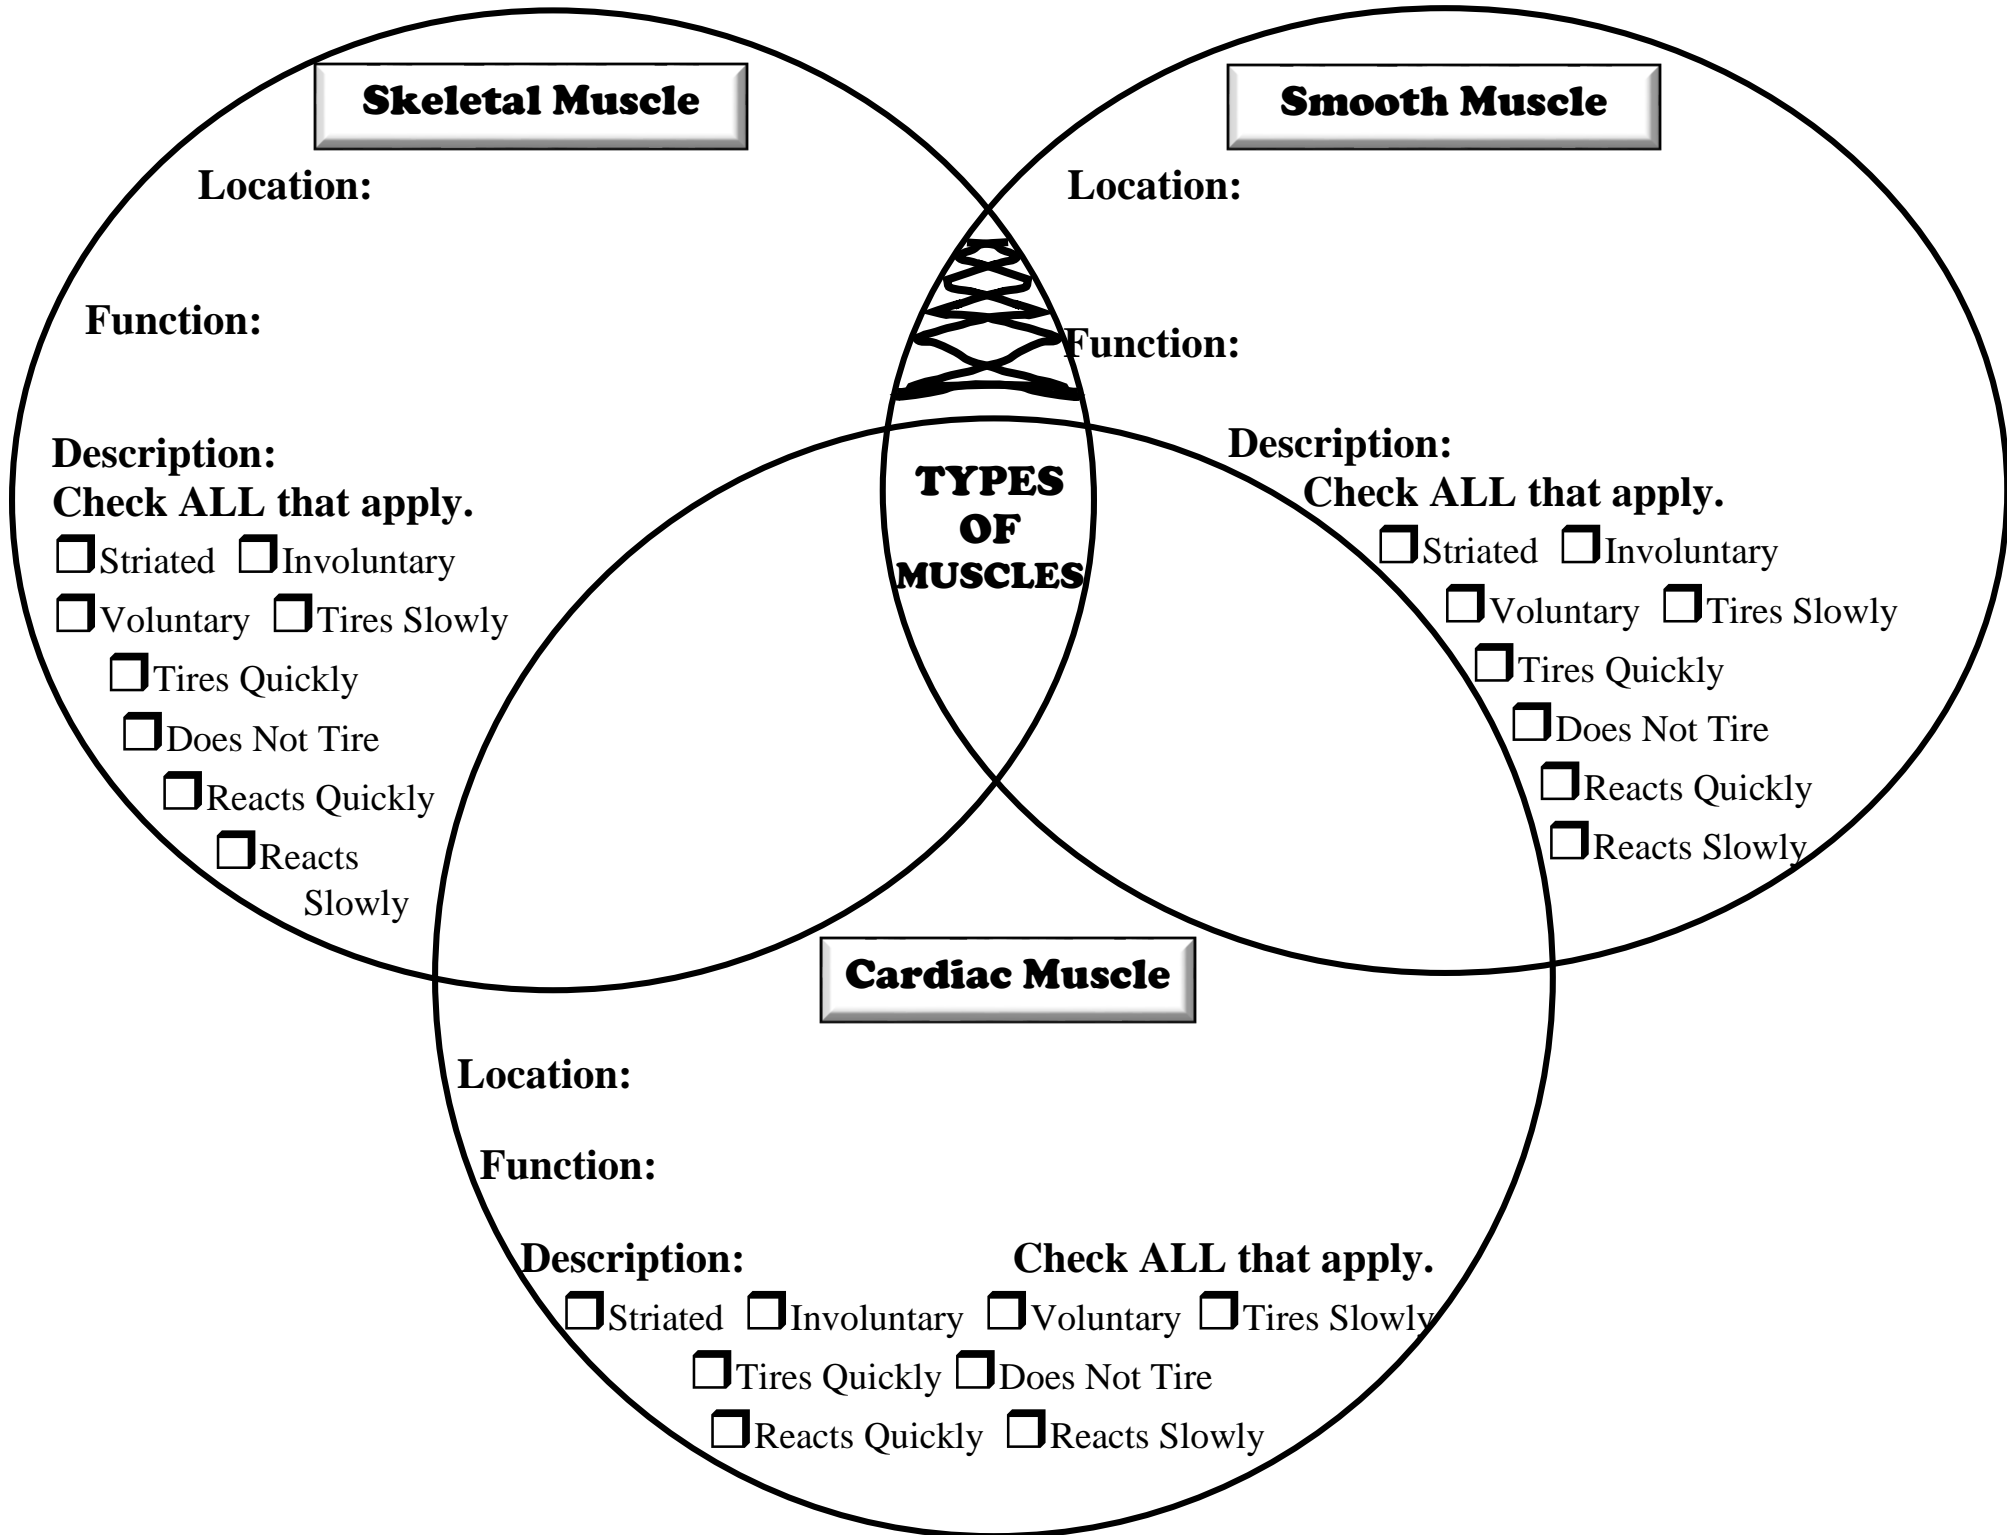 Skeletal Muscle
Location:
Function:
Description:
Check ALL that apply.
❒Striated ❒Involuntary
❒Voluntary ❒Tires Slowly
❒Tires Quickly
❒Does Not Tire
❒Reacts Quickly
❒Reacts
Slowly
Smooth Muscle
Location:
Function:
Description:
Check ALL that apply.
❒Striated ❒Involuntary
❒Voluntary ❒Tires Slowly
❒Tires Quickly
❒Does Not Tire
❒Reacts Quickly
❒Reacts Slowly
TYPES
OF
MUSCLES
Cardiac Muscle
Location:
Function:
Description: Check ALL that apply.
❒Striated ❒Involuntary ❒Voluntary ❒Tires Slowly
❒Tires Quickly ❒Does Not Tire
❒Reacts Quickly ❒Reacts Slowly